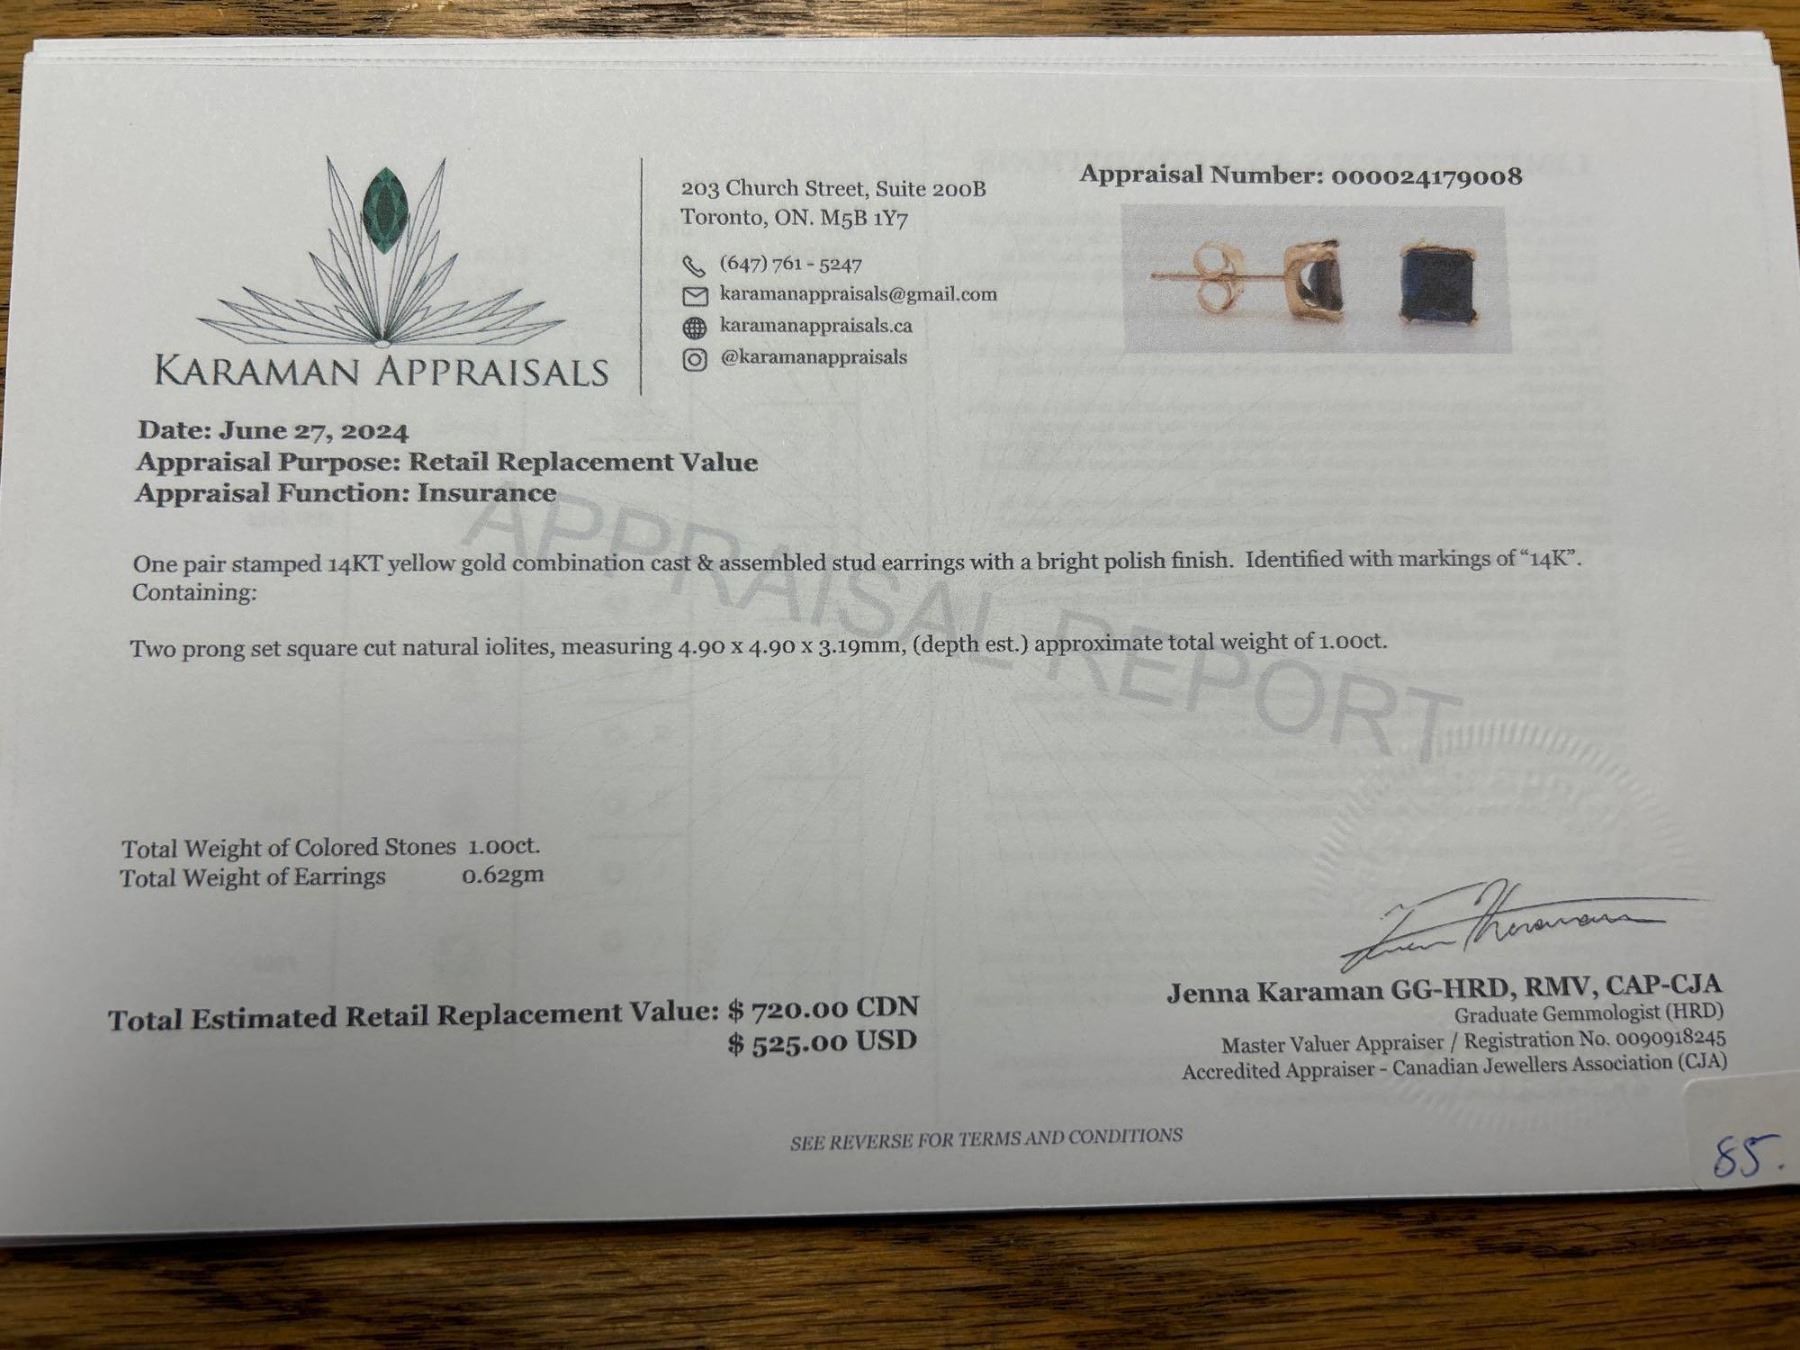 KARAMAN APPRAISALS
203 Church Street, Suite 200B
Toronto, ON. M5B 1Y7
(647) 761 - 5247
karamanappraisals@gmail.com
karamanappraisals.ca
@karamanappraisals
Appraisal Number: 000024179008
Date: June 27, 2024
Appraisal Purpose: Retail Replacement Value
Appraisal Function: Insurance
APPRAISAL REPORT
One pair stamped 14KT yellow gold combination cast & assembled stud earrings with a bright polish finish. Identified with markings of “14K”.
Containing:
Two prong set square cut natural iolites, measuring 4.90 x 4.90 x 3.19mm, (depth est.) approximate total weight of 1.00ct.
Total Weight of Colored Stones 1.00ct.
Total Weight of Earrings 0.62gm
Total Estimated Retail Replacement Value: $ 720.00 CDN
$ 525.00 USD
Jenna Karaman GG-HRD, RMV, CAP-CJA
Graduate Gemmologist (HRD)
Master Valuer Appraiser / Registration No. 0090918245
Accredited Appraiser - Canadian Jewellers Association (CJA)
SEE REVERSE FOR TERMS AND CONDITIONS
85.